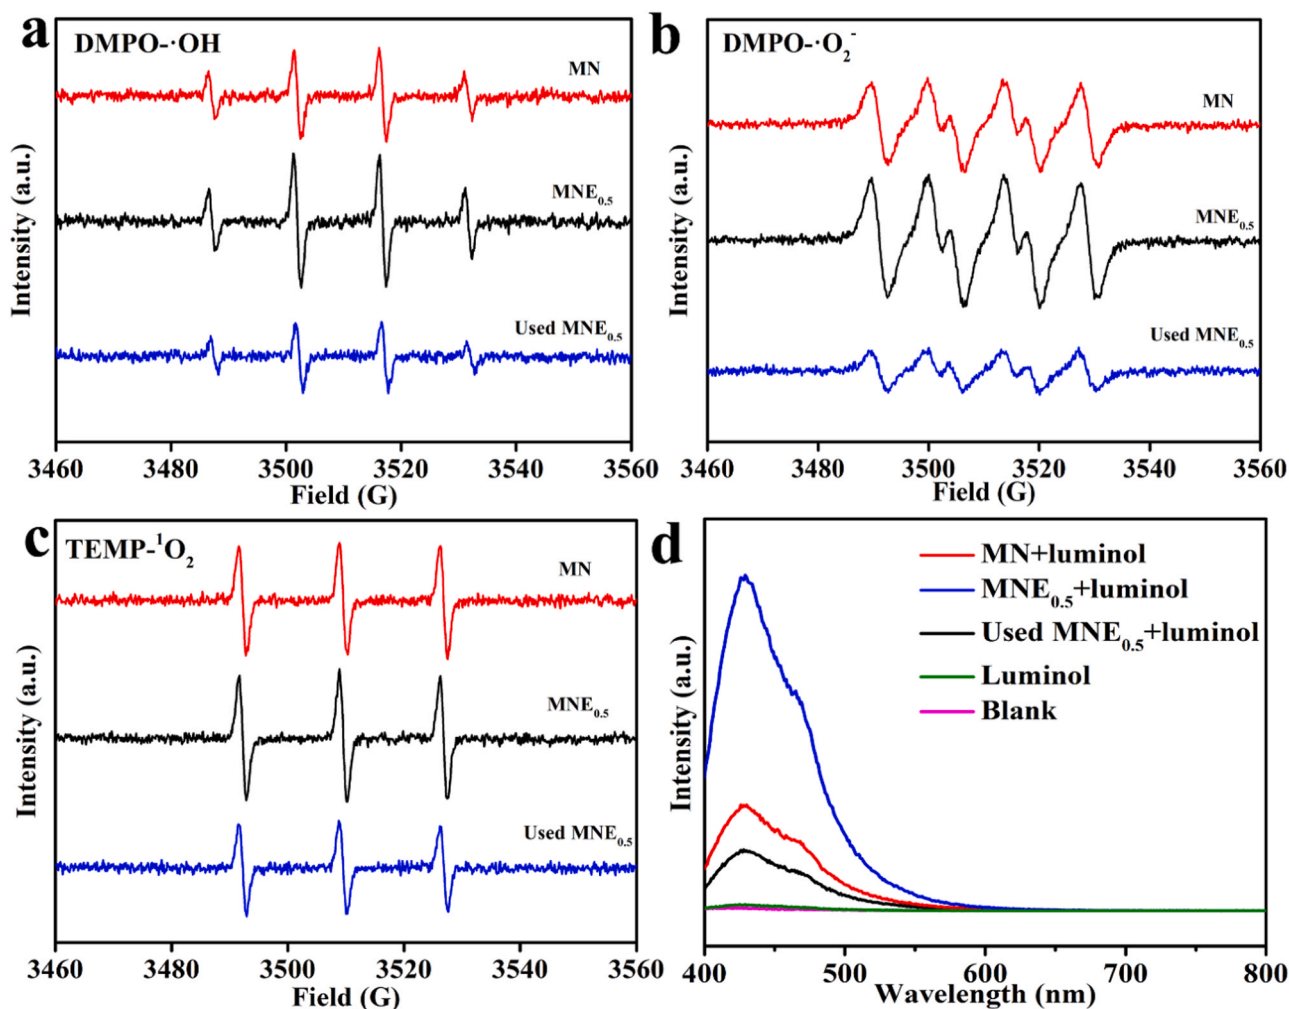 a
DMPO-·OH
MN
MNE0.5
Used MNE0.5
Intensity (a.u.)
3460 3480 3500 3520 3540 3560
Field (G)
b
DMPO-·O2-
MN
MNE0.5
Used MNE0.5
Intensity (a.u.)
3460 3480 3500 3520 3540 3560
Field (G)
c
TEMP-1O2
MN
MNE0.5
Used MNE0.5
Intensity (a.u.)
3460 3480 3500 3520 3540 3560
Field (G)
d
MN+luminol
MNE0.5+luminol
Used MNE0.5+luminol
Luminol
Blank
Intensity (a.u.)
400 500 600 700 800
Wavelength (nm)